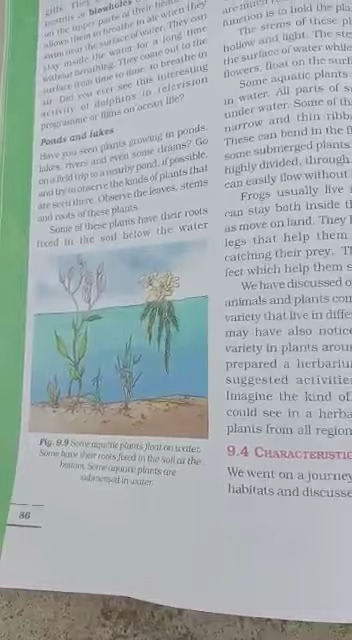 or blowholes
on the upper parts of their
allows them to breathe in air when they
swim near the surface of water. They can
stay inside the water for a long time
without breathing. They come out to the
surface from time to time, to breathe in
air. Did you ever see this interesting
activity of dolphins in television
programme or films on ocean life?
Ponds and lakes
Have you seen plants growing in ponds,
lakes, rivers and even some drains? Go
on a field trip to a nearby pond, if possible,
and try to observe the kinds of plants that
are seen there. Observe the leaves, stems
and roots of these plants.
Some of these plants have their roots
fixed in the soil below the water
Fig. 9.9 Some aquatic plants float on water.
Some have their roots fixed in the soil at the
bottom. Some aquatic plants are
submerged in water.
86
function is to hold the pla
The stems of these pl
hollow and light. The ste
the surface of water while
flowers, float on the surf
Some aquatic plants
in water. All parts of s
under water. Some of th
narrow and thin ribb
These can bend in the f
some submerged plants
highly divided, through
can easily flow without
Frogs usually live
can stay both inside t
as move on land. They
legs that help them
catching their prey. T
feet which help them s
We have discussed o
animals and plants com
variety that live in diffe
may have also notic
variety in plants arou
prepared a herbariu
suggested activitie
Imagine the kind of
could see in a herba
plants from all region
9.4 CHARACTERISTIC
We went on a journey
habitats and discusse